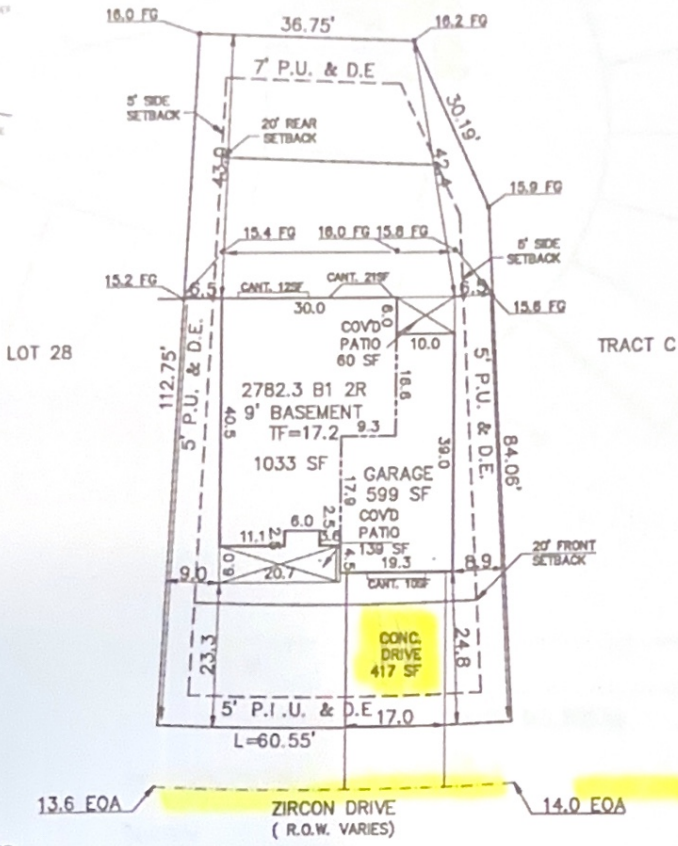 36.75'
16.0 FG
16.2 FG
7' P.U. & D.E
30.19'
5' SIDE
SETBACK
20' REAR
SETBACK
43.0
42.4
15.9 FG
15.4 FG
16.0 FG
15.8 FG
5' SIDE
SETBACK
15.2 FG
6.5
CANT. 12SF
CANT. 21SF
6.5
15.6 FG
30.0
6.0
COV'D
PATIO
60 SF
10.0
LOT 28
TRACT C
112.75'
5' P.U. & D.E.
2782.3 B1 2R
9' BASEMENT
TF=17.2
1033 SF
40.5
18.6
9.3
39.0
5' P.U. & D.E.
84.06'
GARAGE
599 SF
17.9
COV'D
PATIO
139 SF
6.0
2.5
11.1
2.5
4.5
19.3
20' FRONT
SETBACK
9.0
6.0
20.7
CANT. 10SF
8.9
23.3
CONC.
DRIVE
417 SF
24.8
5' P.I.U. & D.E
17.0
L=60.55'
13.6 EOA
ZIRCON DRIVE
( R.O.W. VARIES)
14.0 EOA